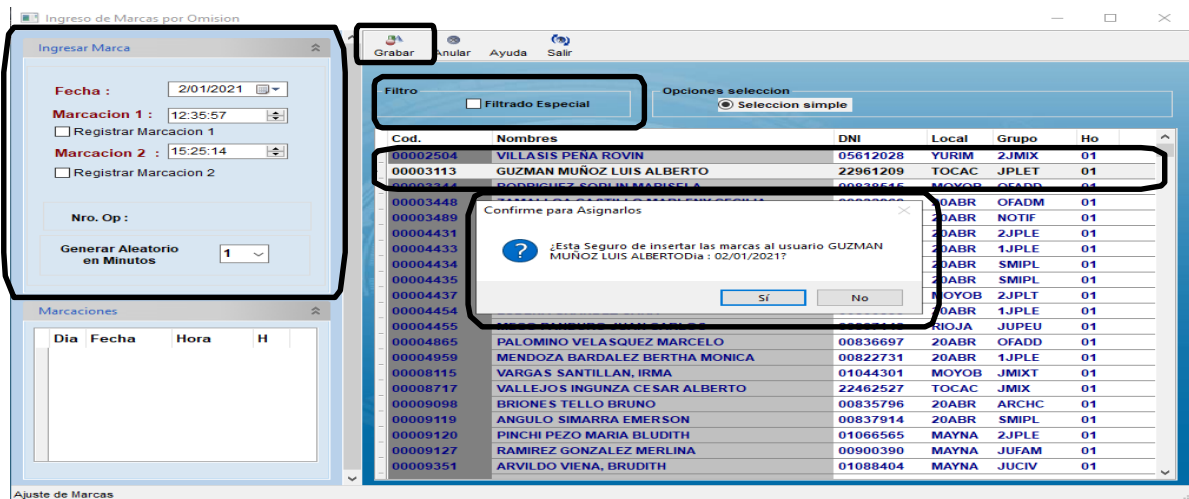 Ingreso de Marcas por Omision
Ingresar Marca
Fecha : 2/01/2021
Marcacion 1 : 12:35:57
Registrar Marcacion 1
Marcacion 2 : 15:25:14
Registrar Marcacion 2
Nro. Op :
Generar Aleatorio
en Minutos
1
Marcaciones
Dia Fecha Hora H
Grabar Anular Ayuda Salir
Filtro
Filtrado Especial
Opciones seleccion
Seleccion simple
Cod. Nombres DNI Local Grupo Ho
00002504 VILLASIS PEÑA ROVIN 05612028 YURIM 2JMIX 01
00003113 GUZMAN MUÑOZ LUIS ALBERTO 22961209 TOCAC JPLET 01
MOYOB OFADD 01
00003448 20ABR OFADM 01
00003489 20ABR NOTIF 01
00004431 20ABR 2JPLE 01
00004433 20ABR 1JPLE 01
00004434 20ABR SMIPL 01
00004435 20ABR SMIPL 01
00004437 MOYOB 2JPLT 01
00004454 20ABR 1JPLE 01
00004455 RIOJA JUPEU 01
00004865 PALOMINO VELASQUEZ MARCELO 00836697 20ABR OFADD 01
00004959 MENDOZA BARDALEZ BERTHA MONICA 00822731 20ABR 1JPLE 01
00008115 VARGAS SANTILLAN, IRMA 01044301 MOYOB JMIXT 01
00008717 VALLEJOS INGUNZA CESAR ALBERTO 22462527 TOCAC JMIX 01
00009098 BRIONES TELLO BRUNO 00835796 20ABR ARCHC 01
00009119 ANGULO SIMARRA EMERSON 00837914 20ABR SMIPL 01
00009120 PINCHI PEZO MARIA BLUDITH 01066565 MAYNA 2JPLE 01
00009127 RAMIREZ GONZALEZ MERLINA 00900390 MAYNA JUFAM 01
00009351 ARVILDO VIENA, BRUDITH 01088404 MAYNA JUCIV 01
Confirme para Asignarlos
¿Esta Seguro de insertar las marcas al usuario GUZMAN
MUÑOZ LUIS ALBERTODia : 02/01/2021?
Sí No
Ajuste de Marcas